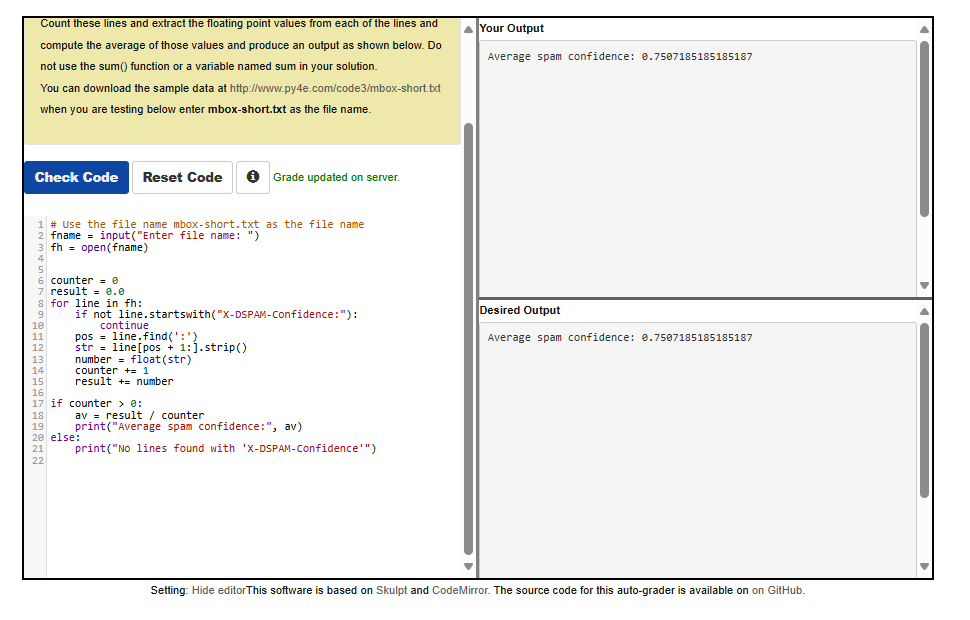 Count these lines and extract the floating point values from each of the lines and
compute the average of those values and produce an output as shown below. Do
not use the sum() function or a variable named sum in your solution.
You can download the sample data at http://www.py4e.com/code3/mbox-short.txt
when you are testing below enter mbox-short.txt as the file name.
Check Code Reset Code Grade updated on server.
1 # Use the file name mbox-short.txt as the file name
2 fname = input("Enter file name: ")
3 fh = open(fname)
4
5
6 counter = 0
7 result = 0.0
8 for line in fh:
9     if not line.startswith("X-DSPAM-Confidence:"):
10         continue
11     pos = line.find(':')
12     str = line[pos + 1:].strip()
13     number = float(str)
14     counter += 1
15     result += number
16
17 if counter > 0:
18     av = result / counter
19     print("Average spam confidence:", av)
20 else:
21     print("No lines found with 'X-DSPAM-Confidence'")
22
Your Output
Average spam confidence: 0.7507185185185187
Desired Output
Average spam confidence: 0.7507185185185187
Setting: Hide editorThis software is based on Skulpt and CodeMirror. The source code for this auto-grader is available on on GitHub.